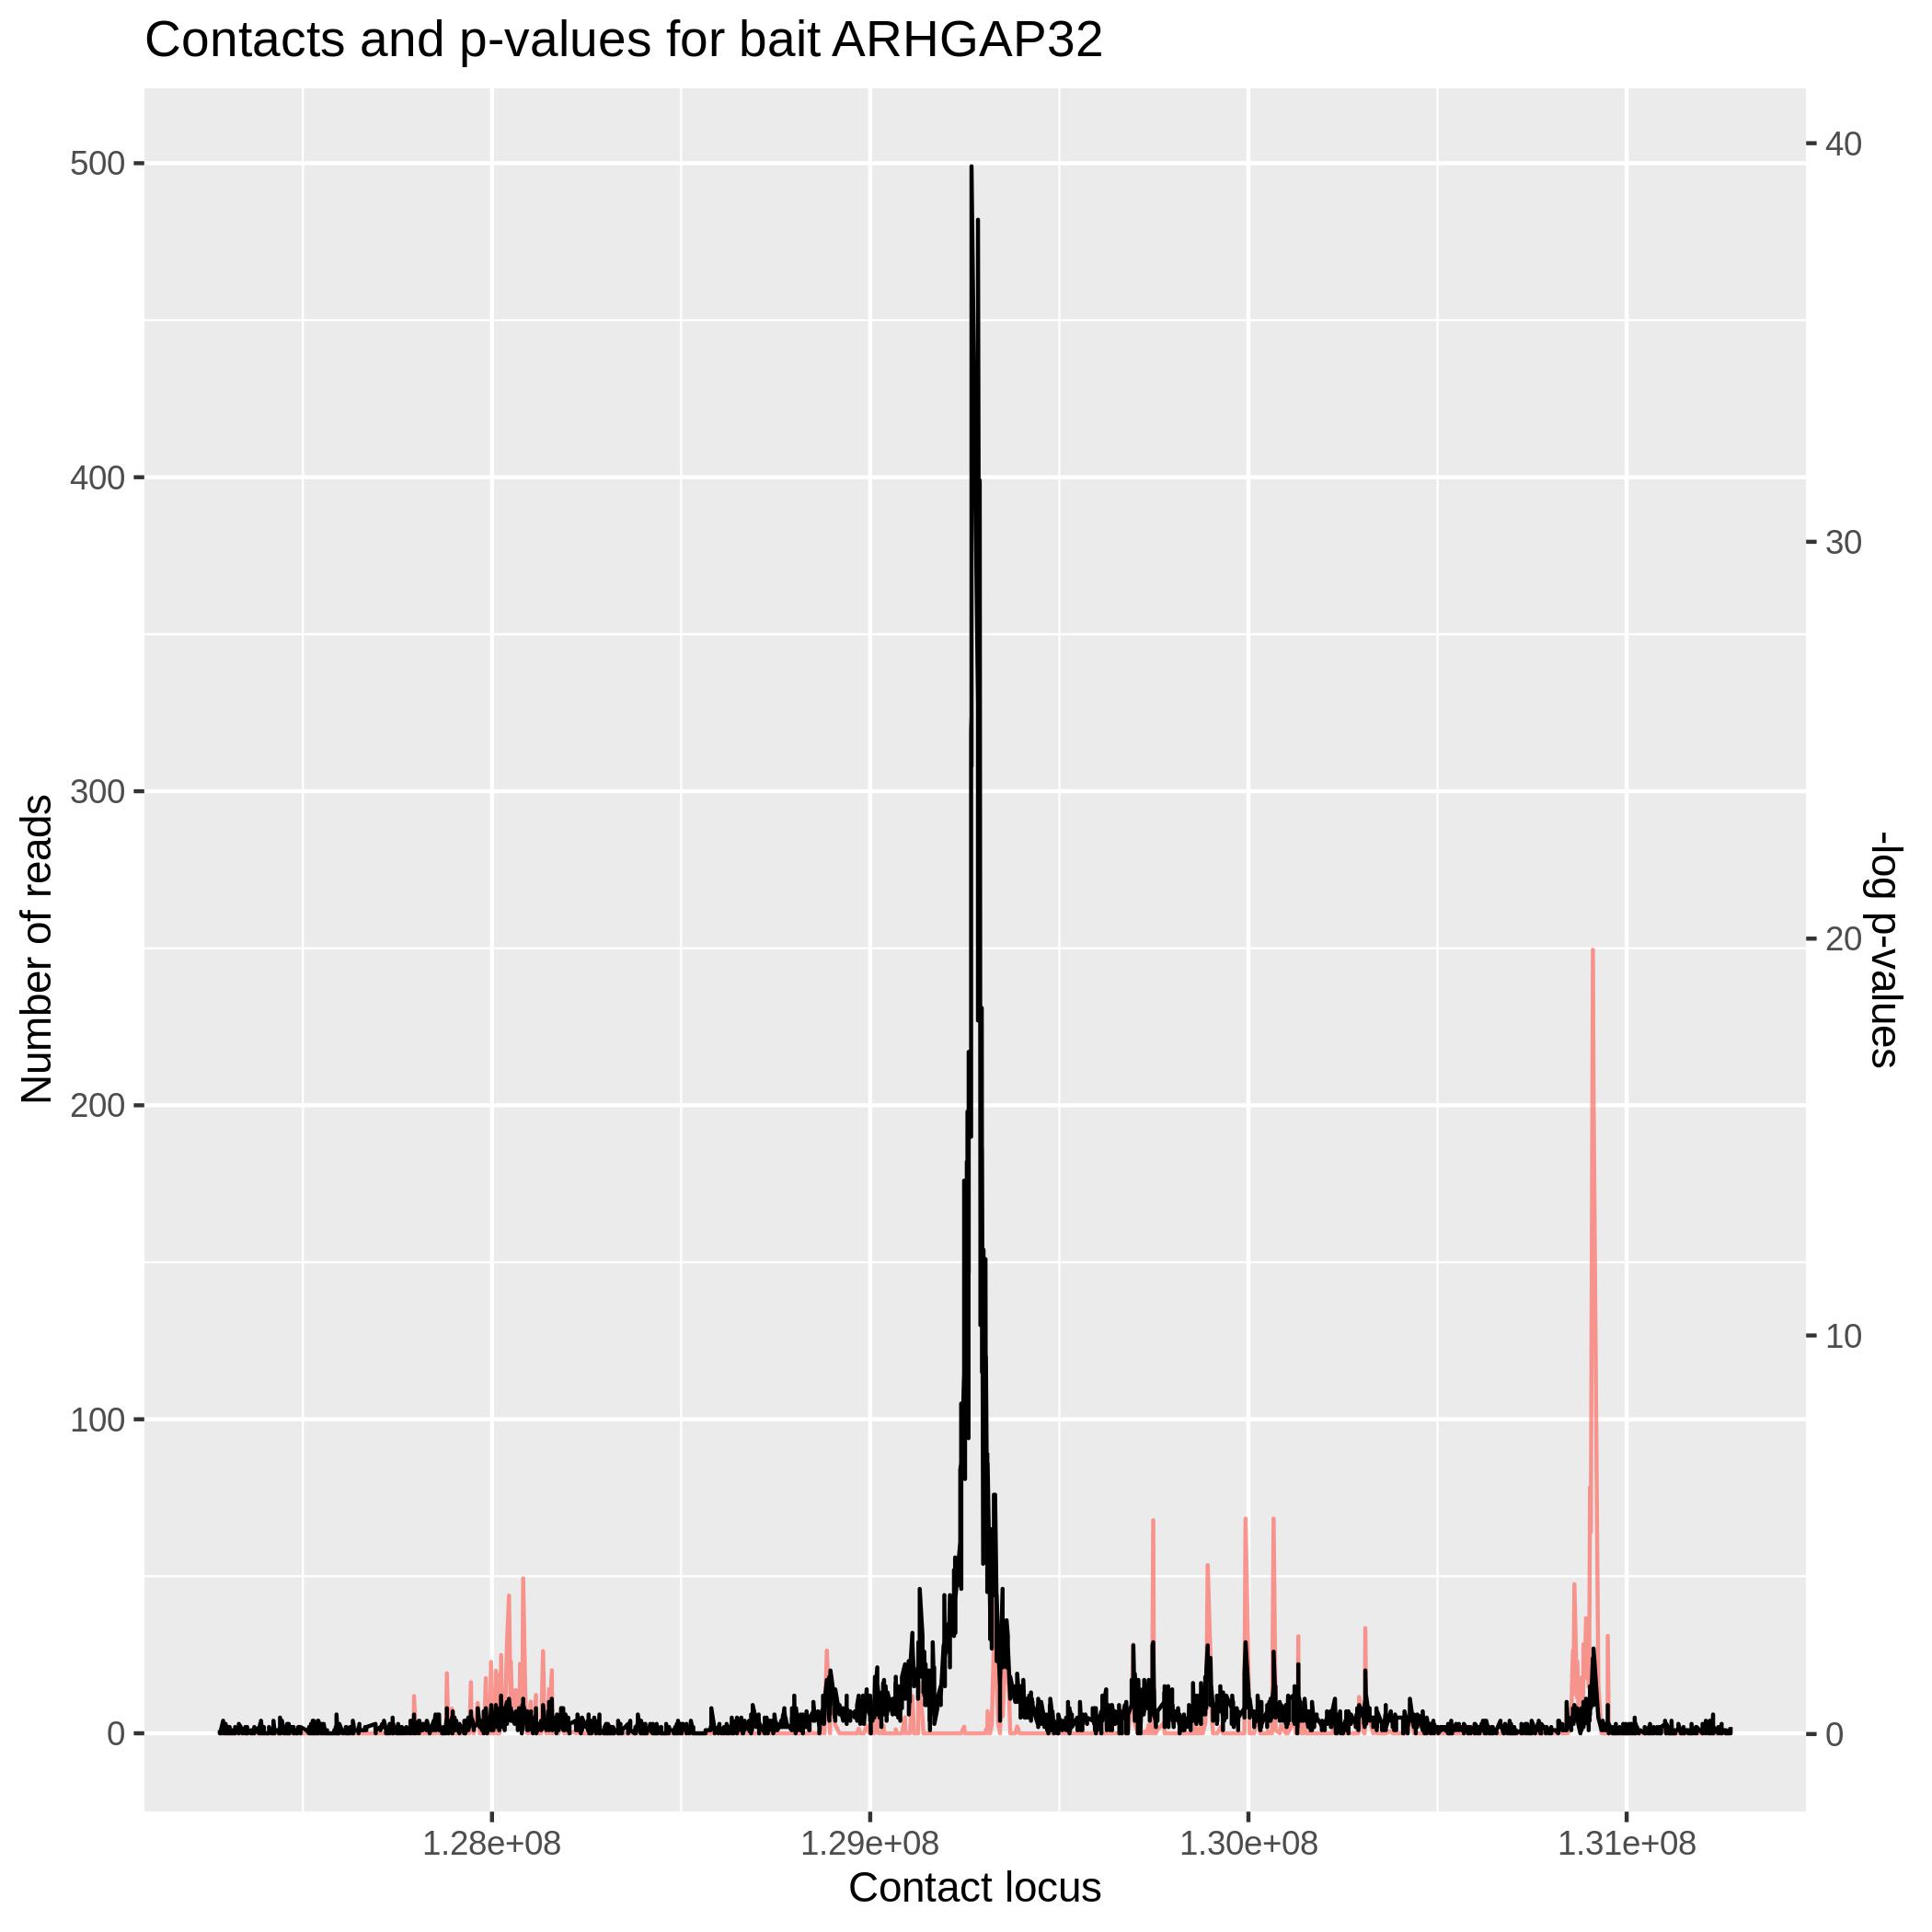 Contacts and p-values for bait ARHGAP32
500
400
300
200
100
0
Number of reads
40
30
20
10
0
-log p-values
1.28e+08
1.29e+08
1.30e+08
1.31e+08
Contact locus